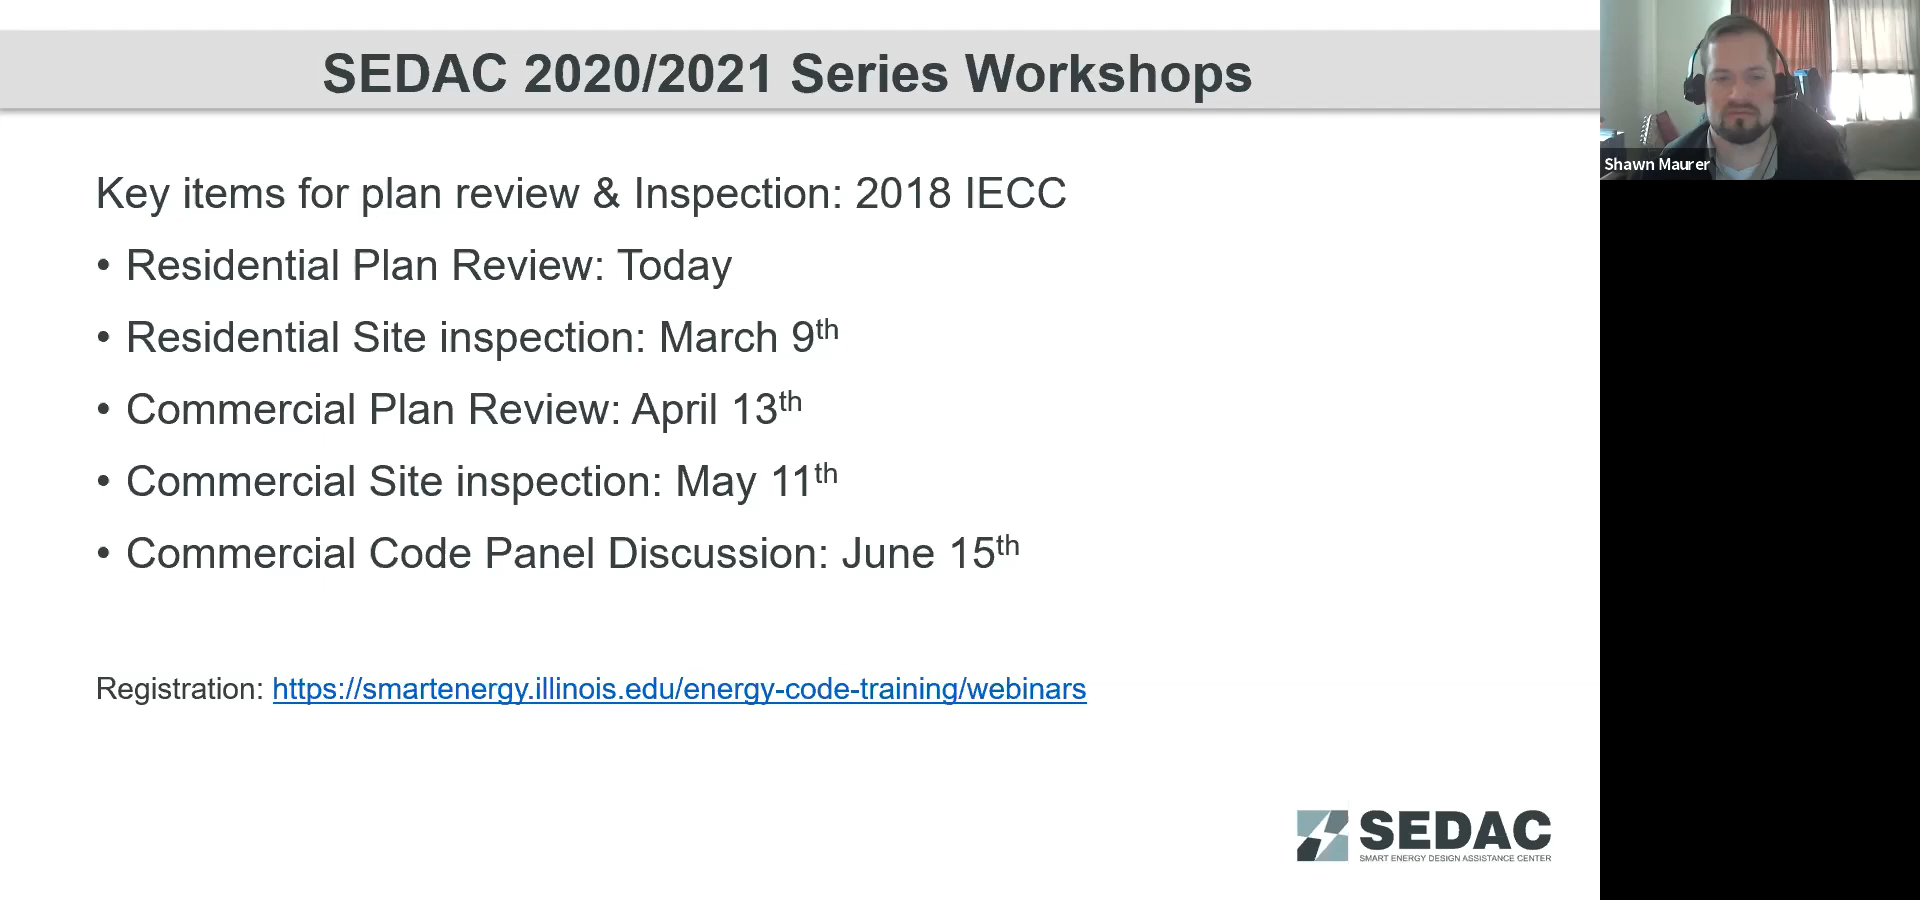 SEDAC 2020/2021 Series Workshops
Shawn Maurer
Key items for plan review & Inspection: 2018 IECC
• Residential Plan Review: Today
• Residential Site inspection: March 9th
• Commercial Plan Review: April 13th
• Commercial Site inspection: May 11th
• Commercial Code Panel Discussion: June 15th
Registration: https://smartenergy.illinois.edu/energy-code-training/webinars
SEDAC
SMART ENERGY DESIGN ASSISTANCE CENTER